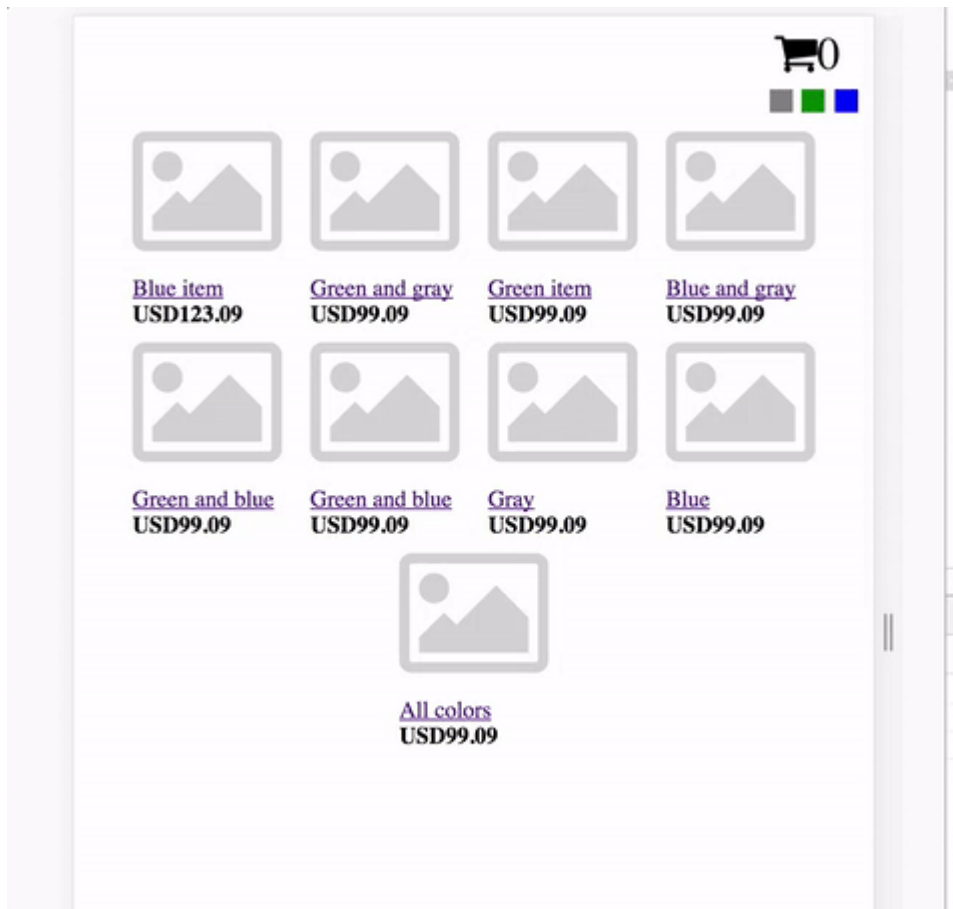 0
Blue item
USD123.09
Green and gray
USD99.09
Green item
USD99.09
Blue and gray
USD99.09
Green and blue
USD99.09
Green and blue
USD99.09
Gray
USD99.09
Blue
USD99.09
All colors
USD99.09